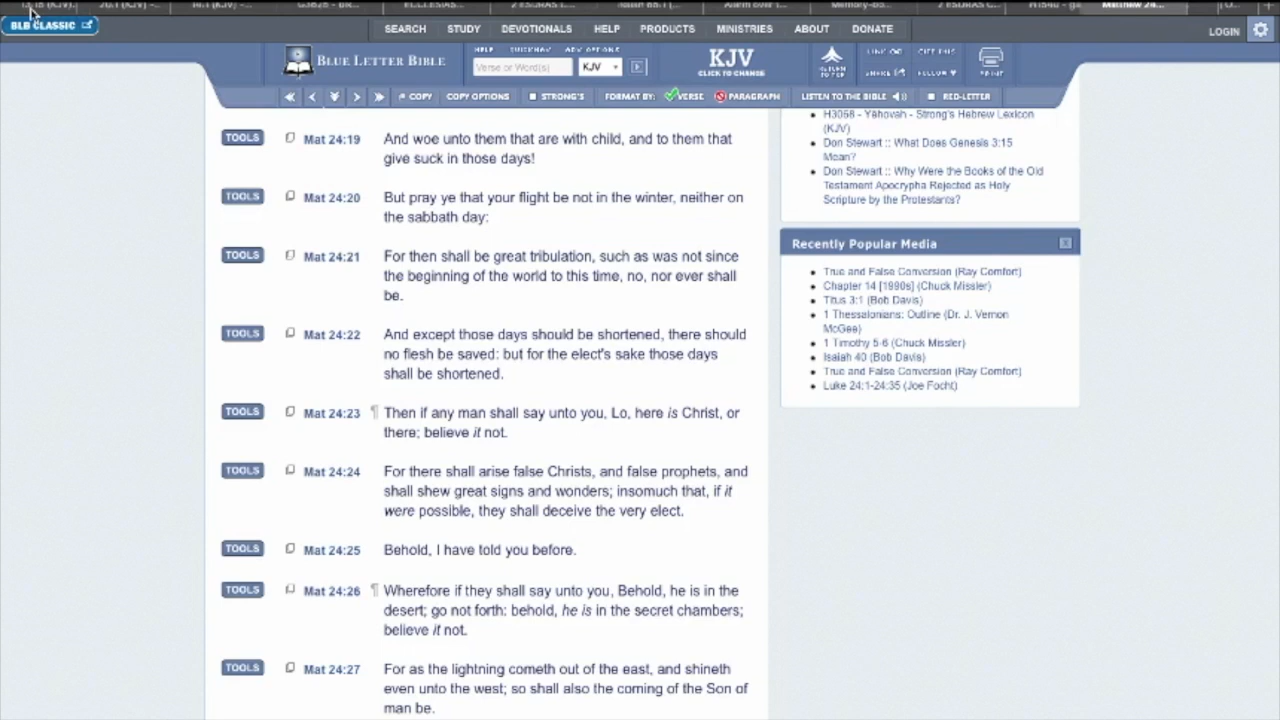 BLB CLASSIC
SEARCH STUDY DEVOTIONALS HELP PRODUCTS MINISTRIES ABOUT DONATE
LOGIN
BLUE LETTER BIBLE
HELP QUICKNAV ADV. OPTIONS
Verse or Word(s) KJV
KJV
CLICK TO CHANGE
RETURN
TO TOP
LINK CITE THIS
SHARE FOLLOW
PRINT
COPY COPY OPTIONS STRONG'S FORMAT BY: VERSE PARAGRAPH LISTEN TO THE BIBLE RED-LETTER
TOOLS Mat 24:19 And woe unto them that are with child, and to them that
give suck in those days!
TOOLS Mat 24:20 But pray ye that your flight be not in the winter, neither on
the sabbath day:
TOOLS Mat 24:21 For then shall be great tribulation, such as was not since
the beginning of the world to this time, no, nor ever shall
be.
TOOLS Mat 24:22 And except those days should be shortened, there should
no flesh be saved: but for the elect's sake those days
shall be shortened.
TOOLS Mat 24:23 ¶ Then if any man shall say unto you, Lo, here is Christ, or
there; believe it not.
TOOLS Mat 24:24 For there shall arise false Christs, and false prophets, and
shall shew great signs and wonders; insomuch that, if it
were possible, they shall deceive the very elect.
TOOLS Mat 24:25 Behold, I have told you before.
TOOLS Mat 24:26 ¶ Wherefore if they shall say unto you, Behold, he is in the
desert; go not forth: behold, he is in the secret chambers;
believe it not.
TOOLS Mat 24:27 For as the lightning cometh out of the east, and shineth
even unto the west; so shall also the coming of the Son of
man be.
H3068 - Yĕhovah - Strong's Hebrew Lexicon
(KJV)
Don Stewart :: What Does Genesis 3:15
Mean?
Don Stewart :: Why Were the Books of the Old
Testament Apocrypha Rejected as Holy
Scripture by the Protestants?
Recently Popular Media
True and False Conversion (Ray Comfort)
Chapter 14 [1990s] (Chuck Missler)
Titus 3:1 (Bob Davis)
1 Thessalonians: Outline (Dr. J. Vernon
McGee)
1 Timothy 5-6 (Chuck Missler)
Isaiah 40 (Bob Davis)
True and False Conversion (Ray Comfort)
Luke 24:1-24:35 (Joe Focht)